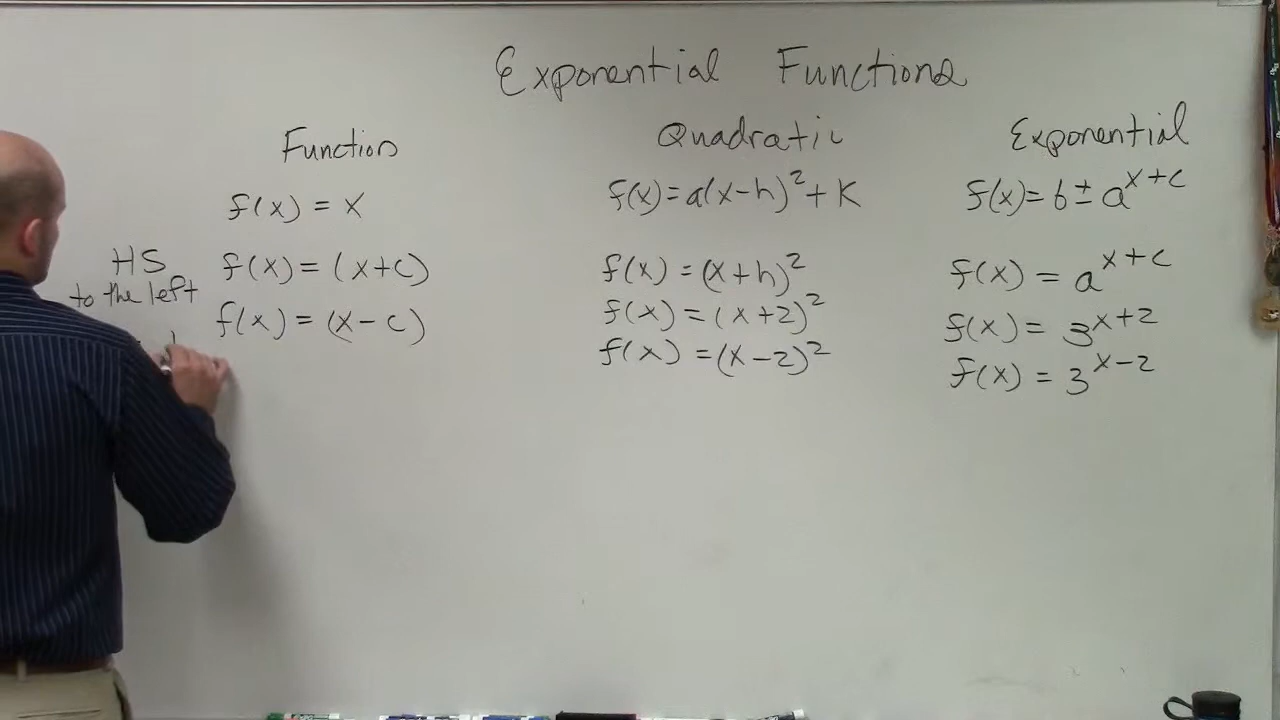 Exponential Functions
Function
f(x) = x
HS
to the left
f(x) = (x+c)
f(x) = (x-c)
Quadratic
f(x)=a(x-h)²+K
f(x) = (x+h)²
f(x) = (x+2)²
f(x) = (x-2)²
Exponential
f(x)= b ± a^x+c
f(x) = a^x+c
f(x) = 3^x+2
f(x) = 3^x-2